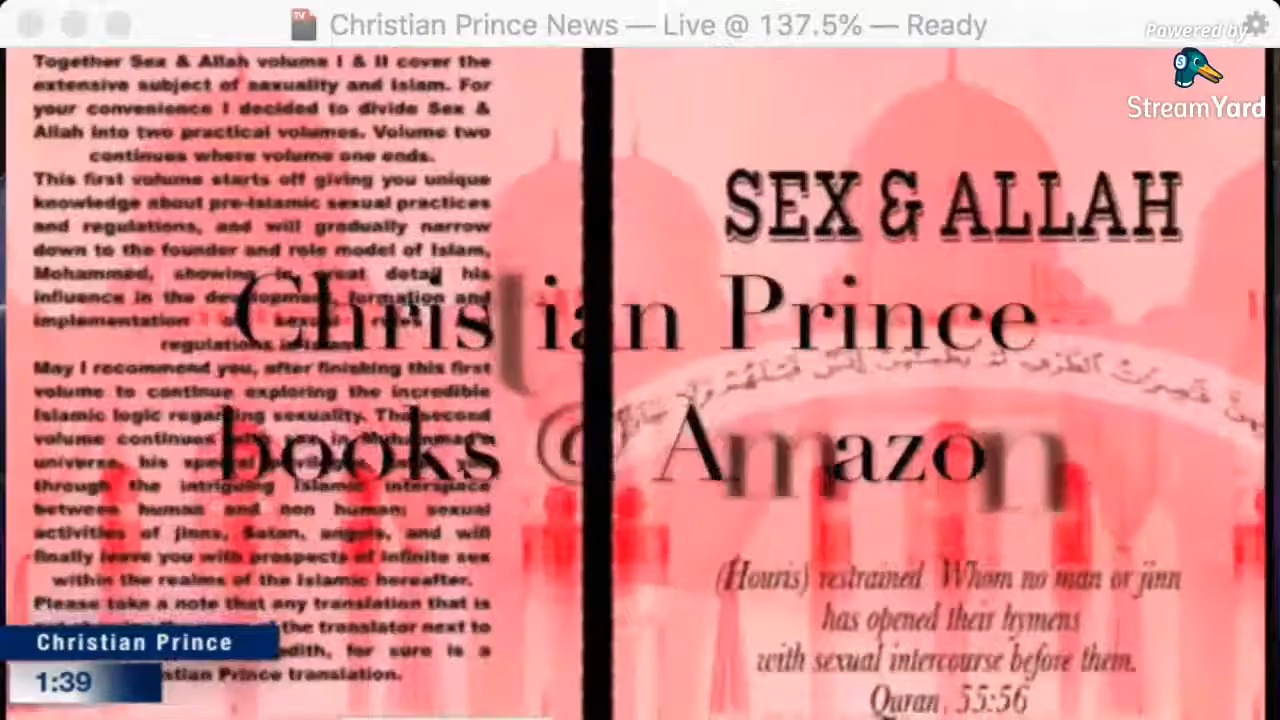 Christian Prince News — Live @ 137.5% — Ready
Powered by
StreamYard
Together Sex & Allah volume I & II cover the
extensive subject of sexuality and Islam. For
your convenience I decided to divide Sex &
Allah into two practical volumes. Volume two
continues where volume one ends.
This first volume starts off giving you unique
knowledge about pre-Islamic sexual practices
and regulations, and will gradually narrow
down to the founder and role model of Islam,
Mohammed, showing in great detail his
influence in the development, formation and
implementation of sexual
regulations in Islam.
May I recommend you, after finishing this first
volume to continue exploring the incredible
Islamic logic regarding sexuality. The second
volume continues sex in Muhammad's
universe, his special
through the intriguing Islamic interspace
between human and non human; sexual
activities of jinns, Satan, angels, and will
finally leave you with prospects of infinite sex
within the realms of the Islamic hereafter.
Please take a note that any translation that is
the translator next to
for sure is a
Prince translation.
SEX & ALLAH
Christian Prince
books @ Amazon
(Houris) restrained Whom no man or jinn
has opened their hymens
with sexual intercourse before them.
Quran, 55:56
Christian Prince
1:39